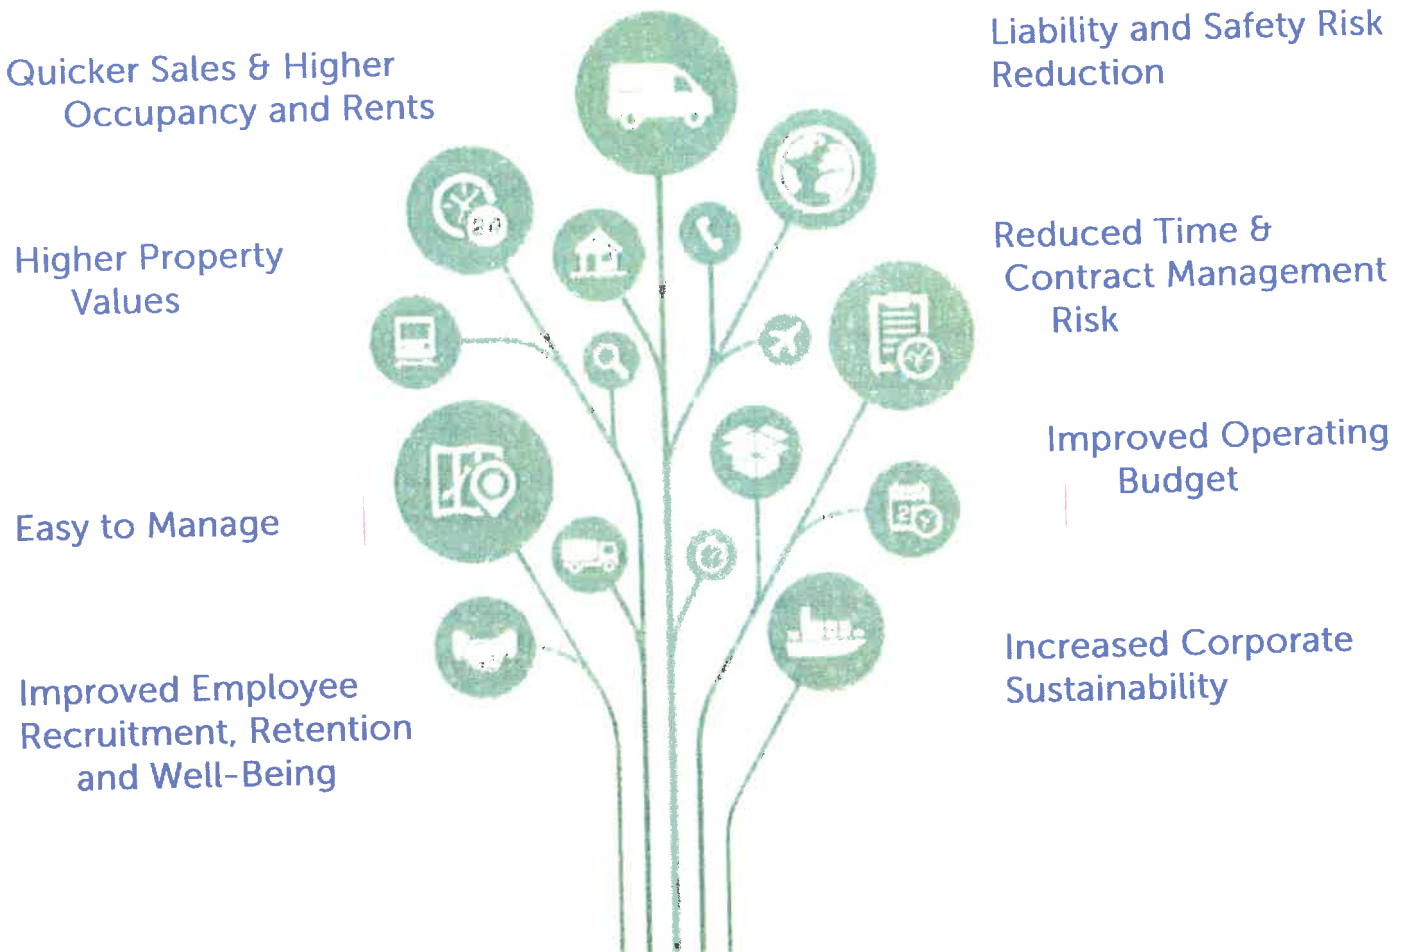 Quicker Sales & Higher
Occupancy and Rents
Higher Property
Values
Easy to Manage
Improved Employee
Recruitment, Retention
and Well-Being
Liability and Safety Risk
Reduction
Reduced Time &
Contract Management
Risk
Improved Operating
Budget
Increased Corporate
Sustainability